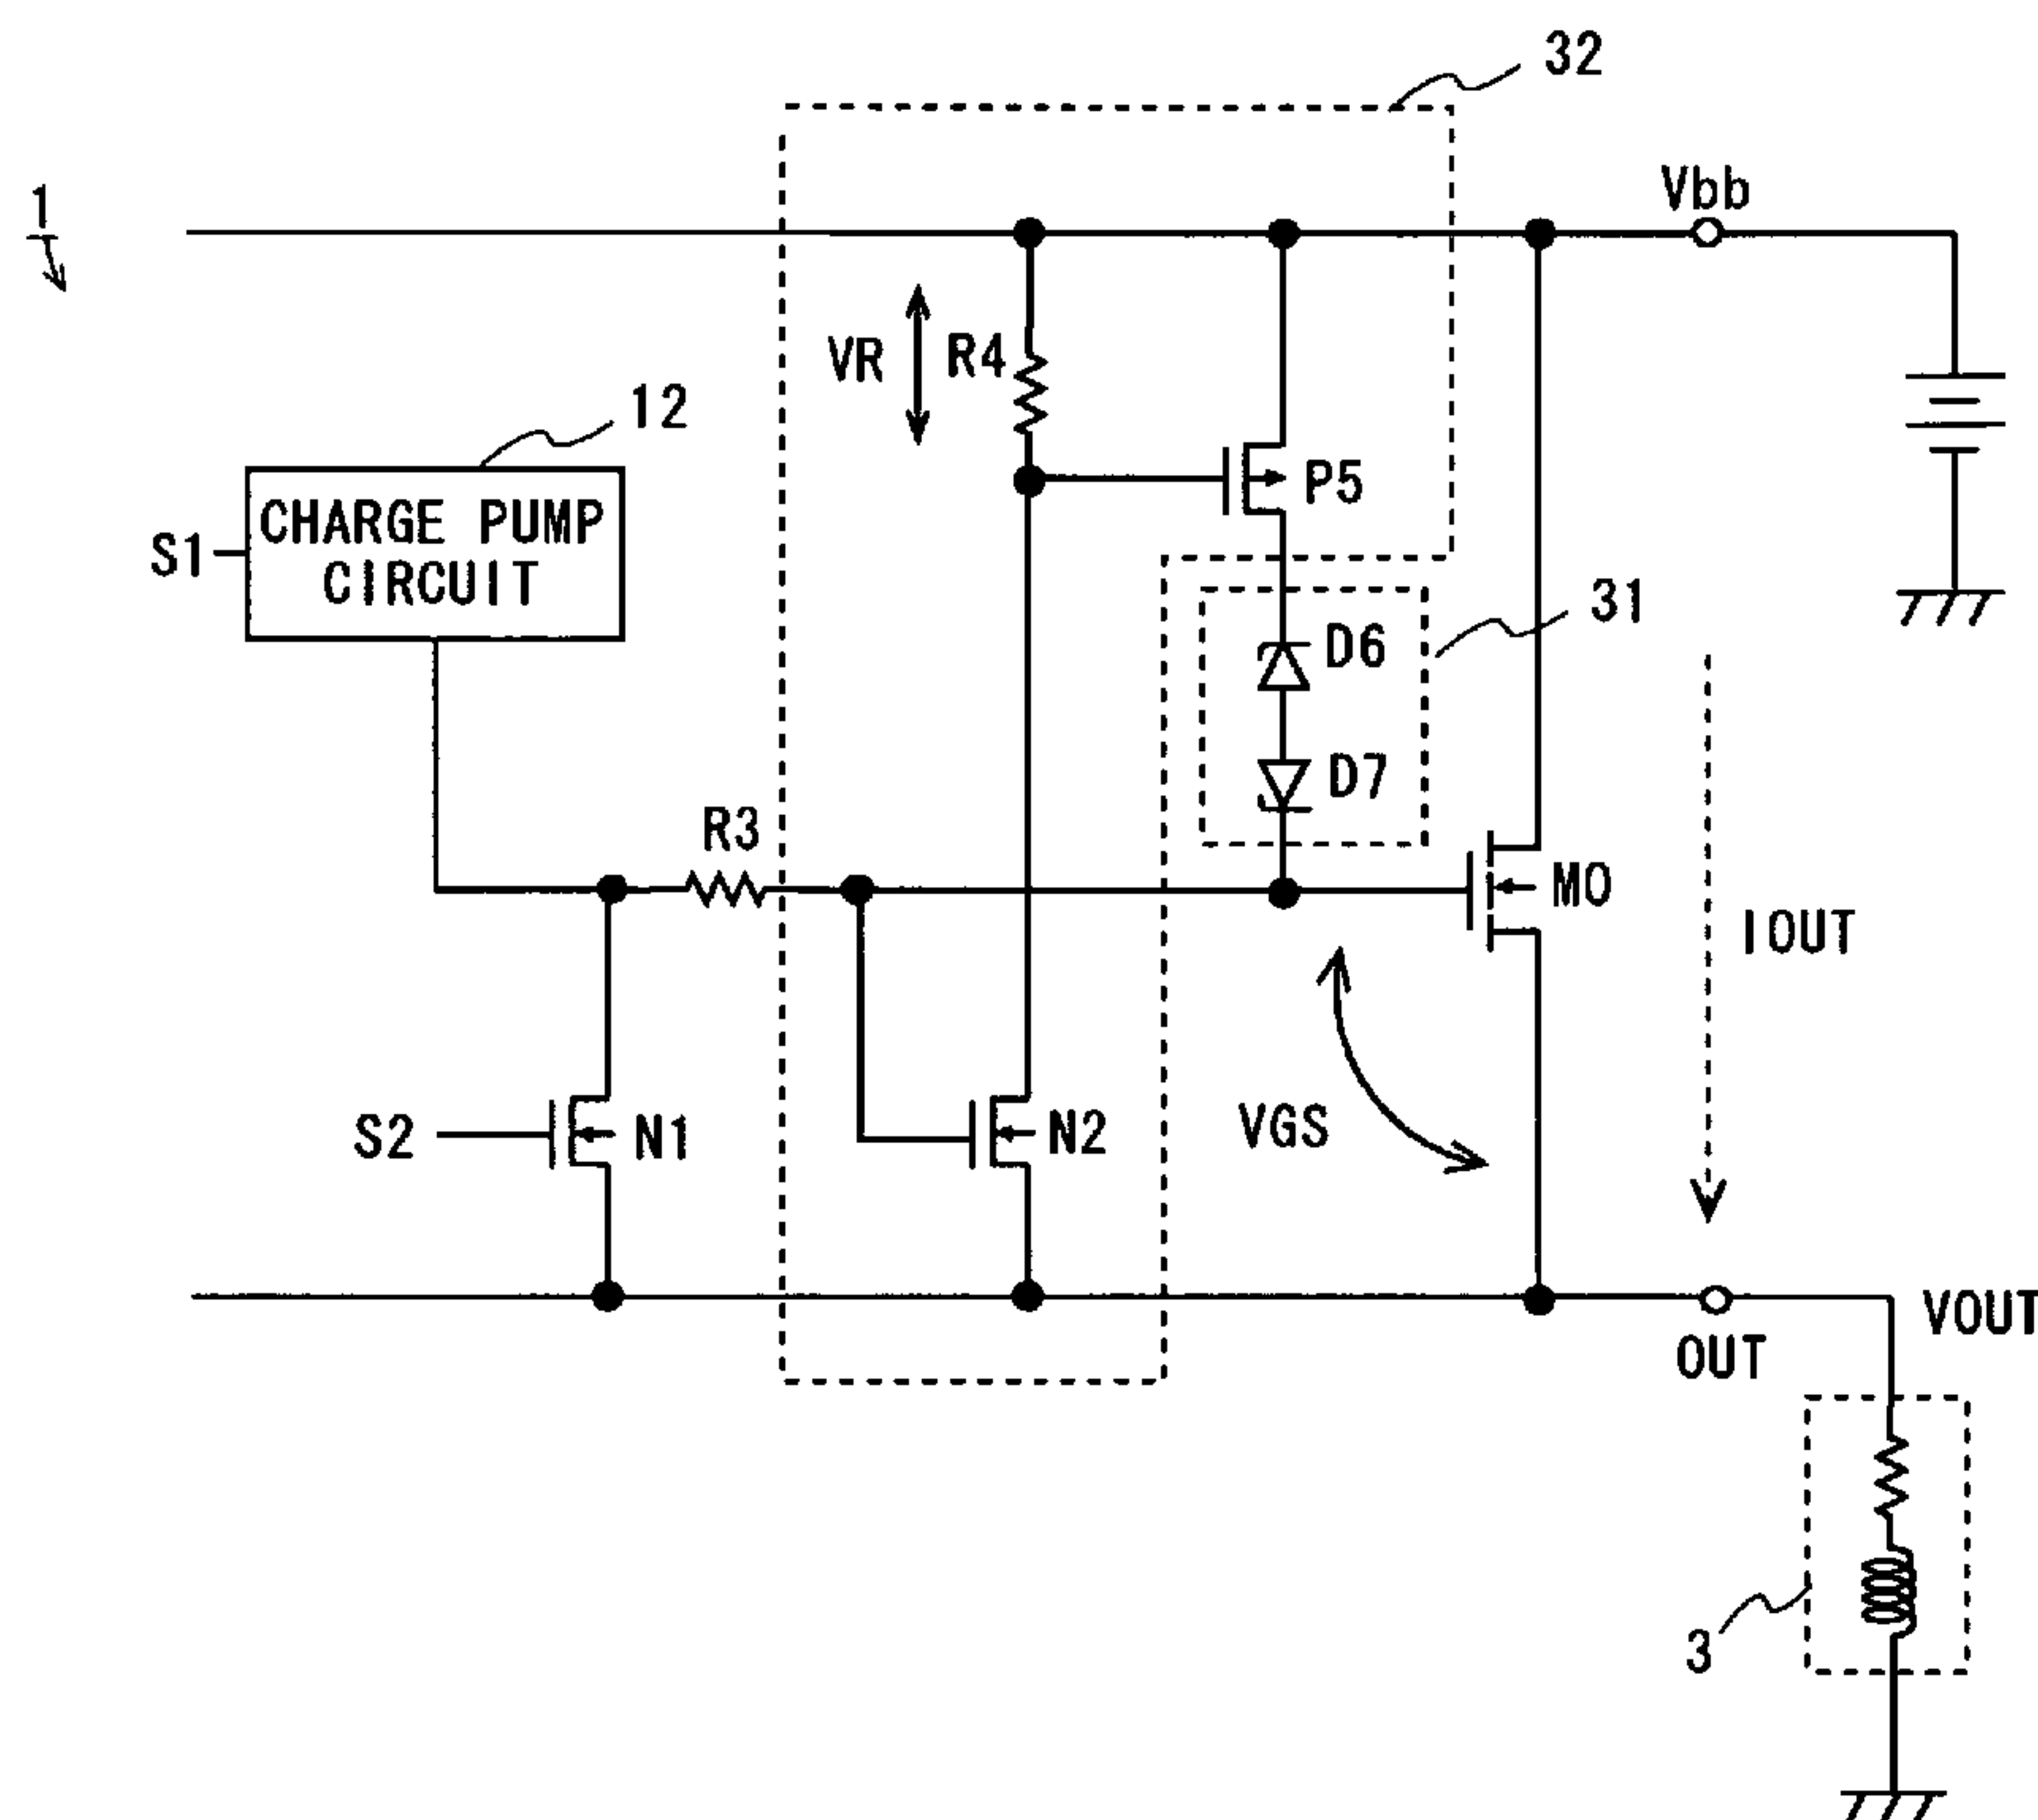 32
Vbb
1
VR
R4
12
CHARGE PUMP
CIRCUIT
S1
P5
31
D6
D7
R3
M0
IOUT
S2
N1
N2
VGS
VOUT
OUT
3